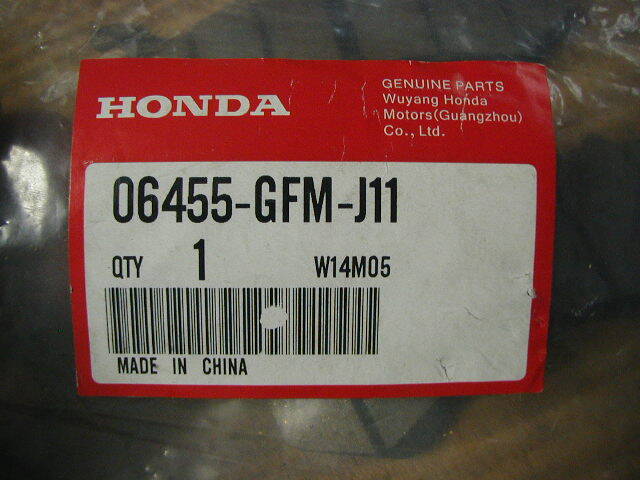 HONDA
GENUINE PARTS
Wuyang Honda
Motors(Guangzhou)
Co., Ltd.
06455-GFM-J11
QTY 1 W14M05
MADE IN CHINA